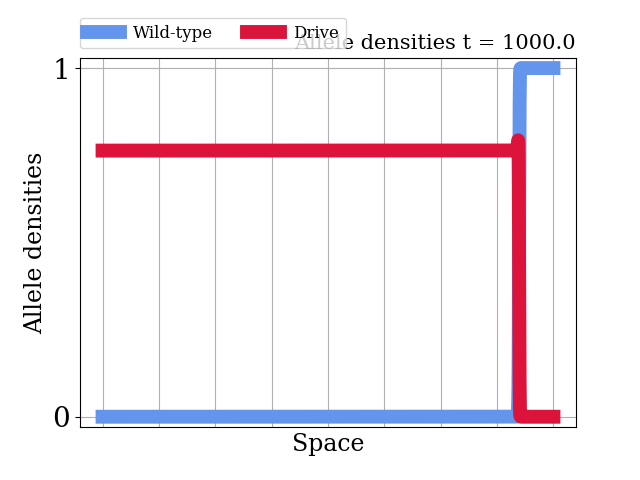 Wild-type Drive
Allele densities t = 1000.0
1
Allele densities
0
Space